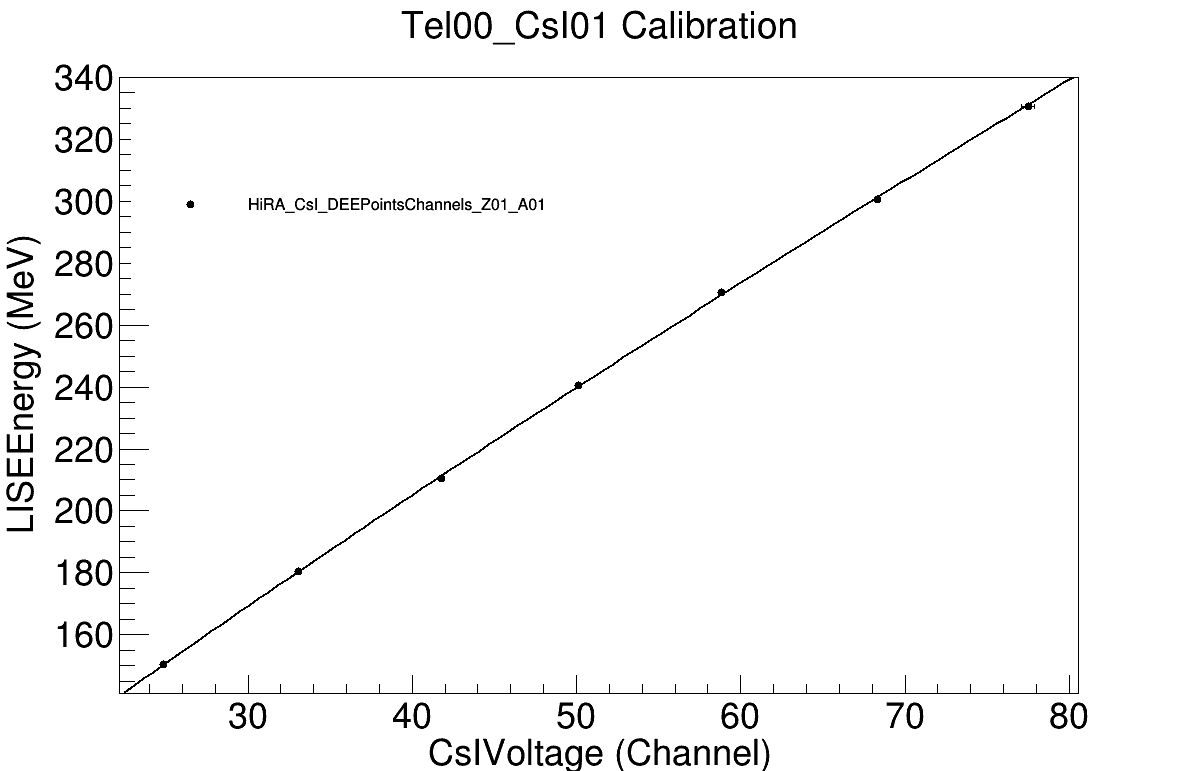 Tel00_CsI01 Calibration
340
320
300
280
260
240
220
200
180
160
LISEEnergy (MeV)
HiRA_CsI_DEEPointsChannels_Z01_A01
30 40 50 60 70 80
CsIVoltage (Channel)